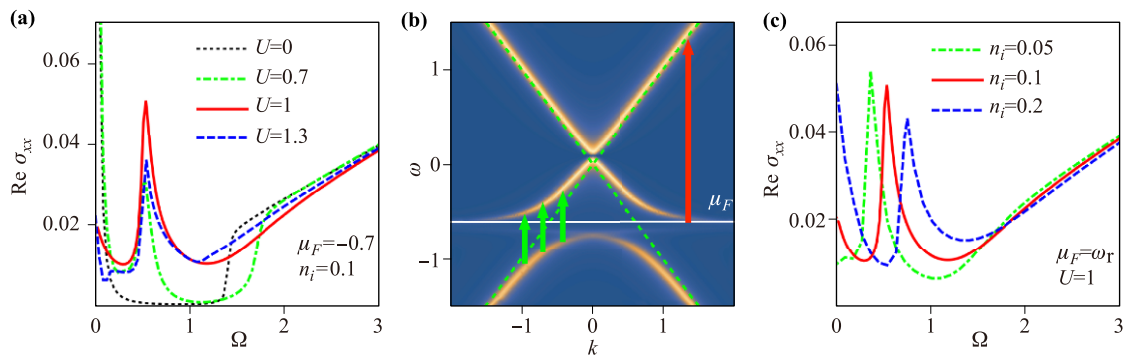 (a)
0.06
0.04
0.02
Re σxx
U=0
U=0.7
U=1
U=1.3
μF=−0.7
ni=0.1
0
1
2
3
Ω
(b)
1
0
−1
ω
μF
−1
0
1
k
(c)
0.06
0.04
0.02
Re σxx
ni=0.05
ni=0.1
ni=0.2
μF=ωr
U=1
0
1
2
3
Ω